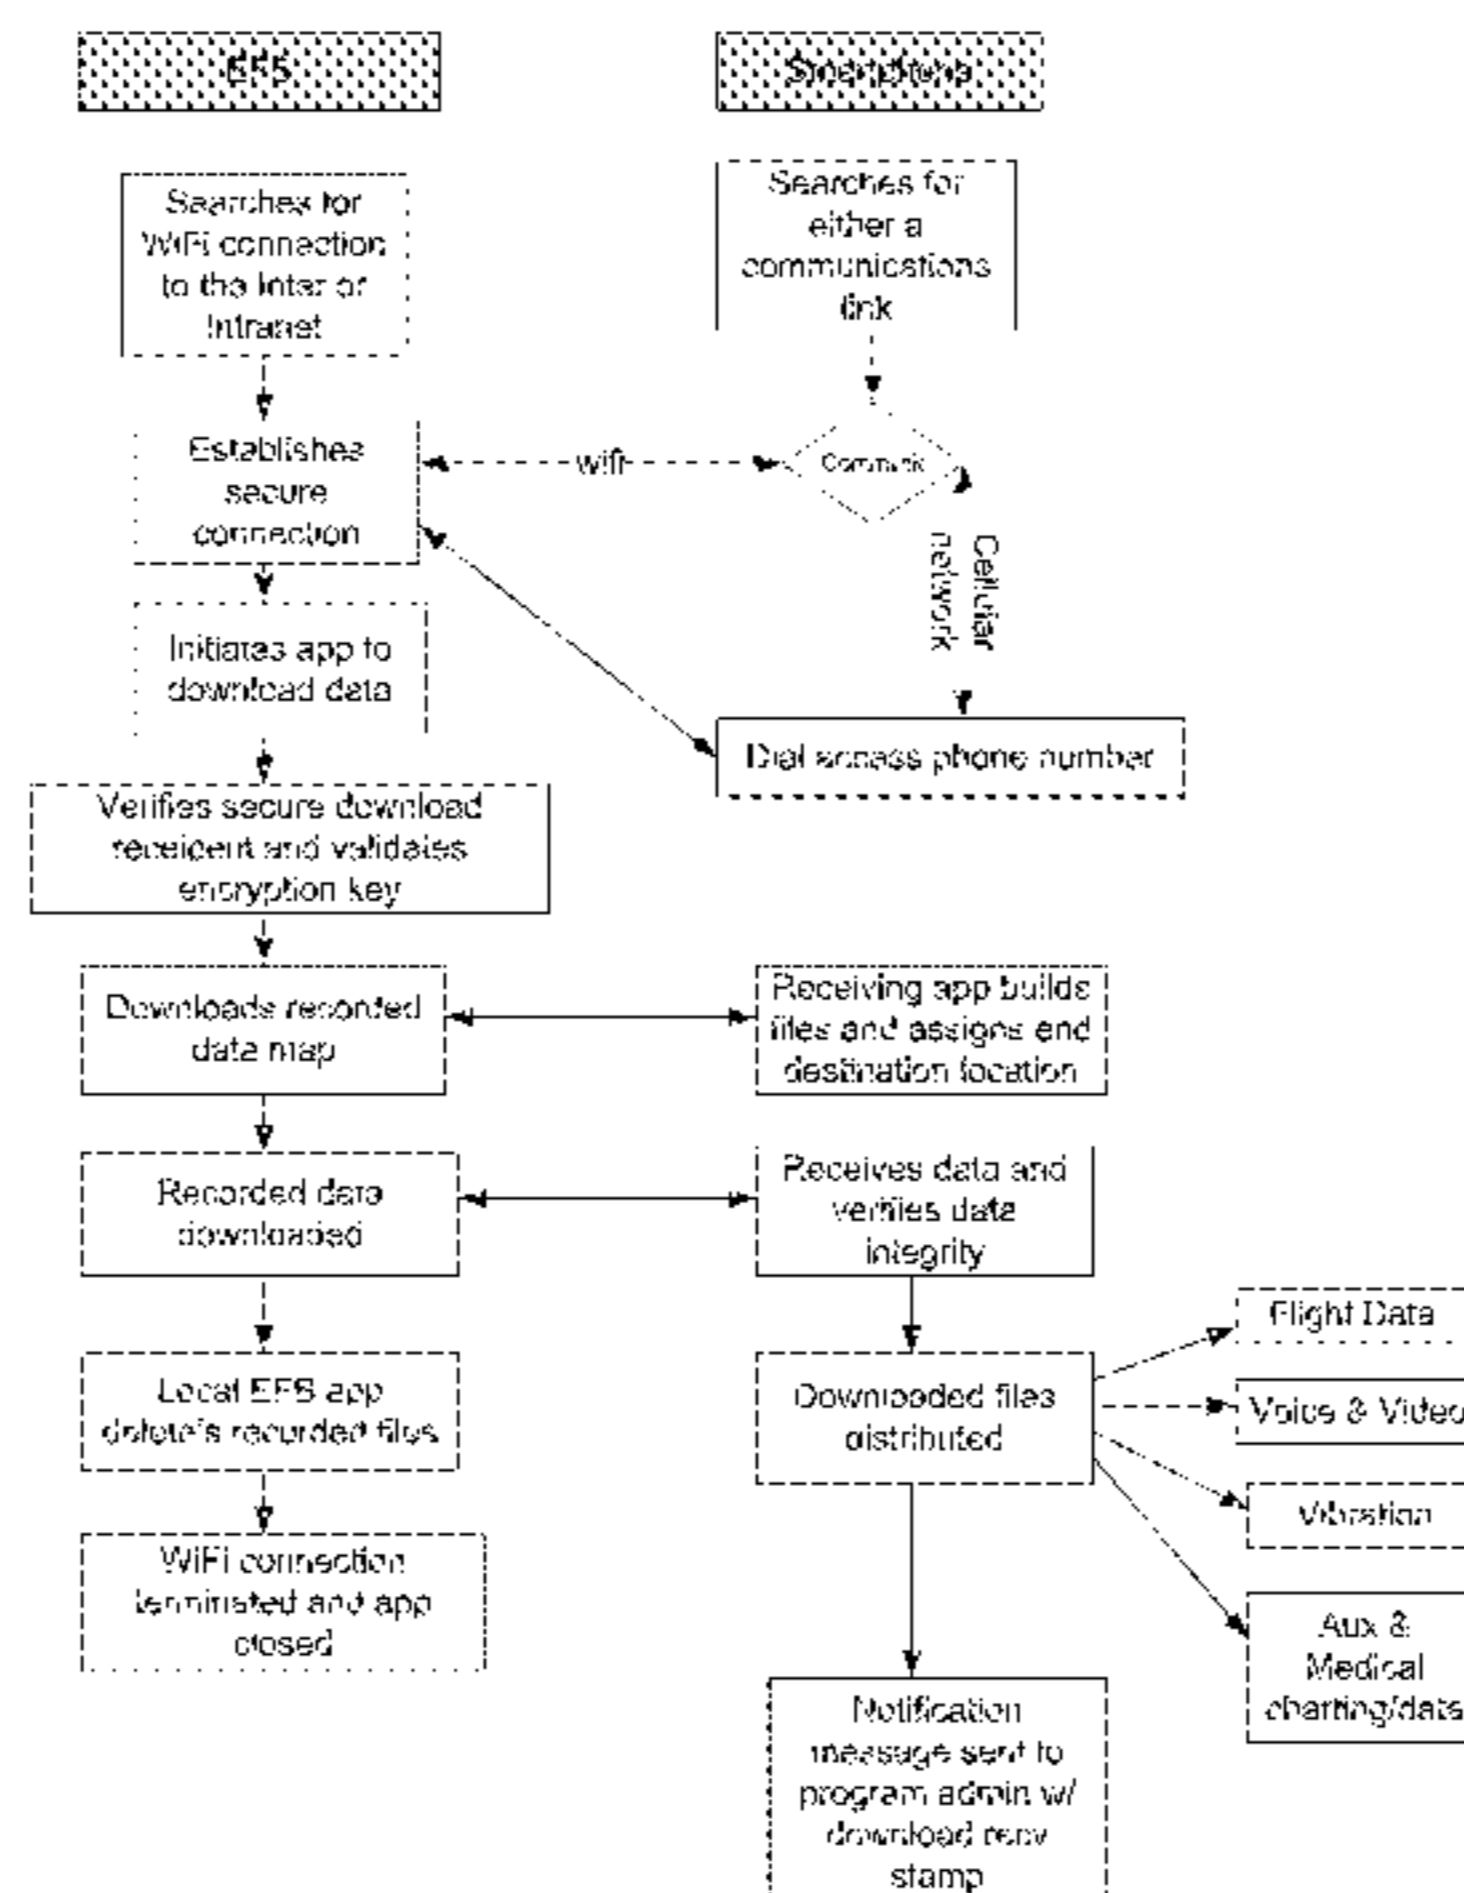 EFB
Smartphone
Searches for
WiFi connection
to the Inter or
Intranet
Searches for
either a
communications
link
Establishes
secure
connection
wifi
Cellular
network
Initiates app to
download data
Dial access phone number
Verifies secure download
receipent and validates
encryption key
Downloads recorded
data map
Receiving app builds
files and assigns end
destination location
Recorded data
downloaded
Receives data and
verifies data
integrity
Local EFB app
delete's recorded files
Downloaded files
distributed
Flight Data
Voice & Video
Vibration
Aux &
Medical
charting/data
WiFi connection
terminated and app
closed
Notification
message sent to
program admin w/
download recv
stamp